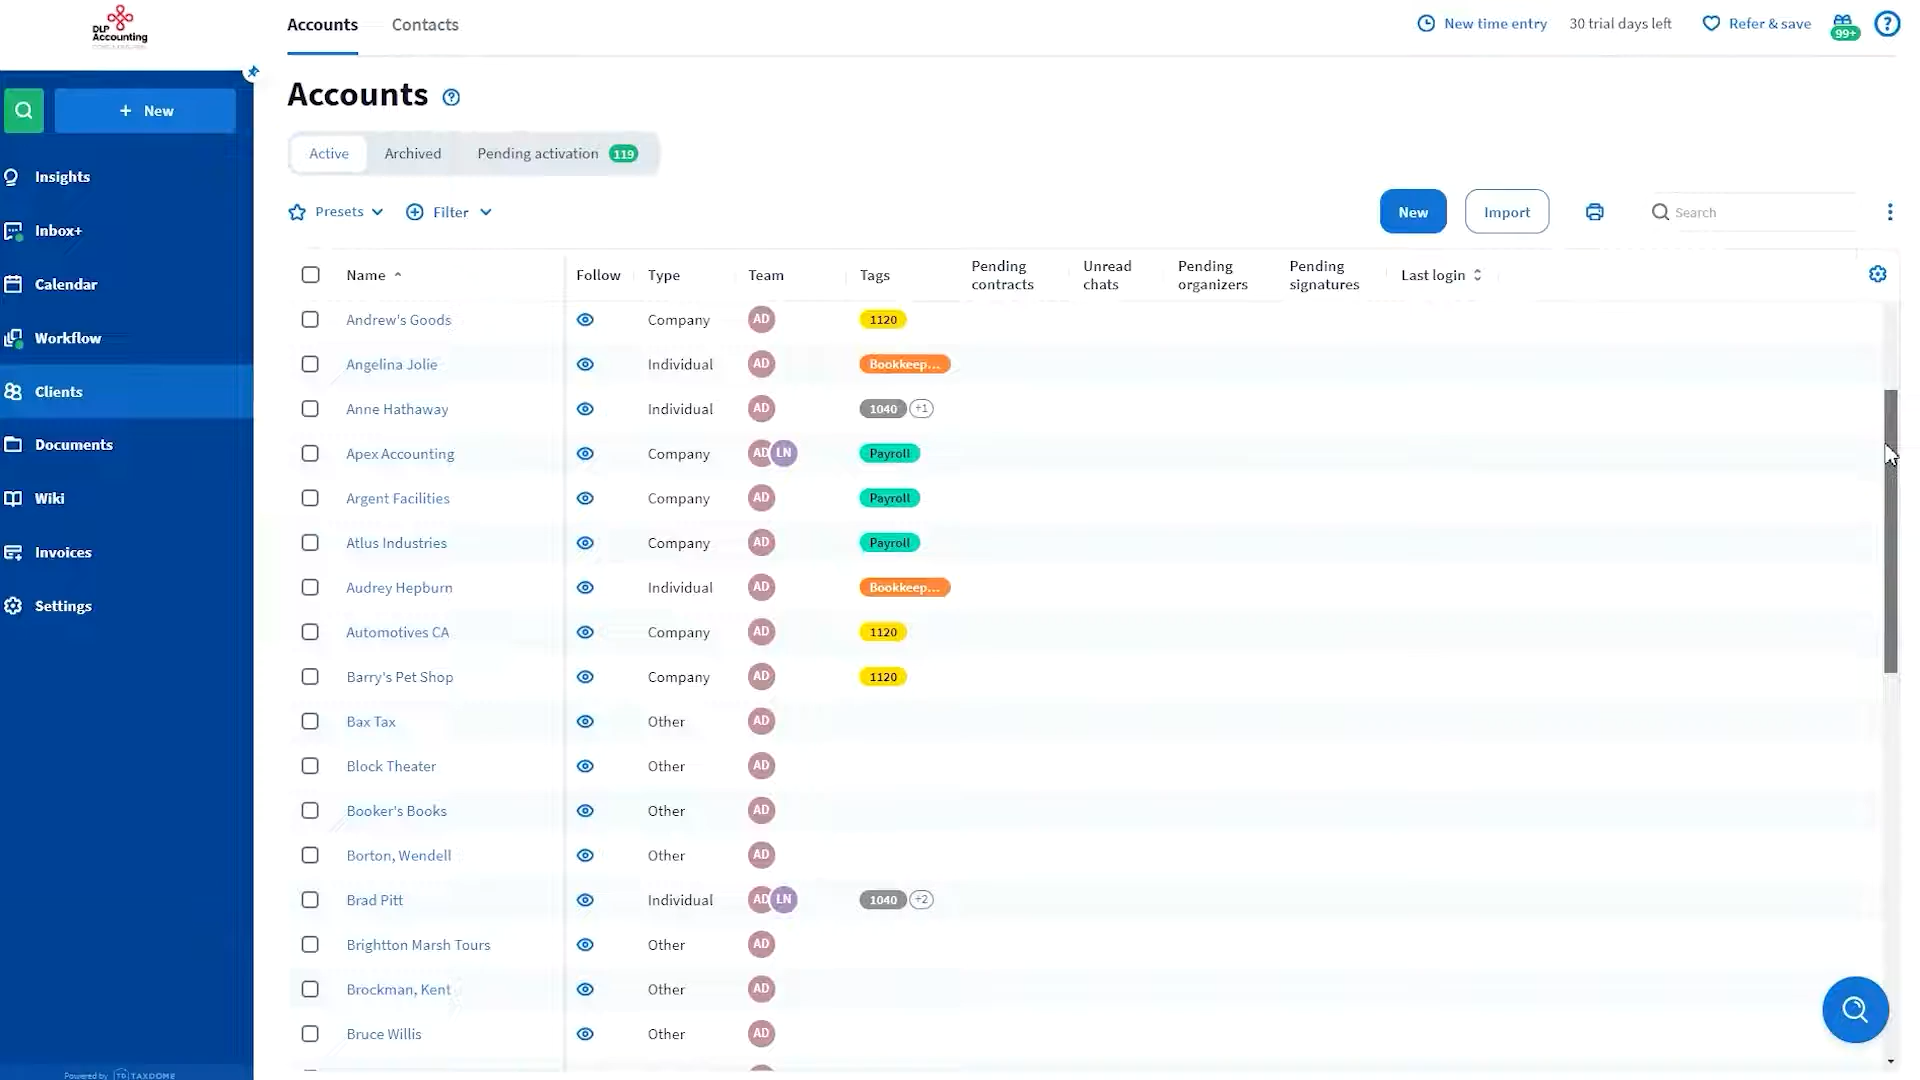 DLP
Accounting
Accounts
Contacts
New time entry
30 trial days left
Refer & save
99+
+ New
Accounts
Active
Archived
Pending activation 119
Presets
Filter
New
Import
Search
Insights
Inbox+
Calendar
Workflow
Clients
Documents
Wiki
Invoices
Settings
Name Follow Type Team Tags Pending contracts Unread chats Pending organizers Pending signatures Last login
Andrew's Goods Company AD 1120
Angelina Jolie Individual AD Bookkeep...
Anne Hathaway Individual AD 1040 +1
Apex Accounting Company AD LN Payroll
Argent Facilities Company AD Payroll
Atlus Industries Company AD Payroll
Audrey Hepburn Individual AD Bookkeep...
Automotives CA Company AD 1120
Barry's Pet Shop Company AD 1120
Bax Tax Other AD
Block Theater Other AD
Booker's Books Other AD
Borton, Wendell Other AD
Brad Pitt Individual AD LN 1040 +2
Brightton Marsh Tours Other AD
Brockman, Kent Other AD
Bruce Willis Other AD
Powered by TD TAXDOME